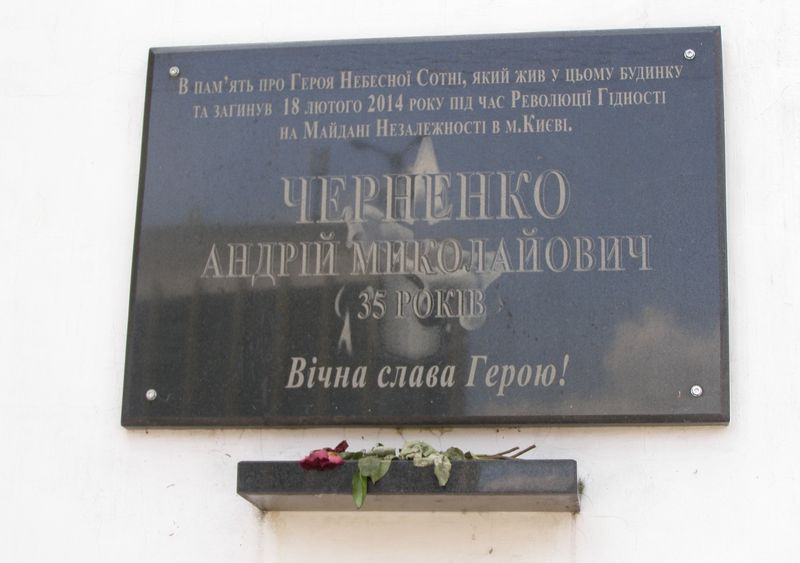 В пам'ять про Героя Небесної Сотні, який жив у цьому будинку
та загинув 18 лютого 2014 року під час Революції Гідності
на Майдані Незалежності в м.Києві.
ЧЕРНЕНКО
АНДРІЙ МИКОЛАЙОВИЧ
( 35 РОКІВ )
Вічна слава Герою!